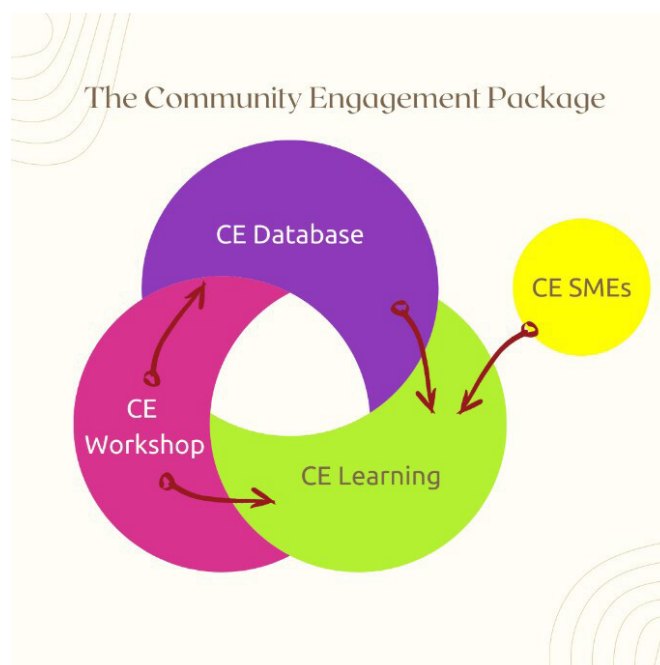 The Community Engagement Package
CE Database
CE SMEs
CE
Workshop
CE Learning